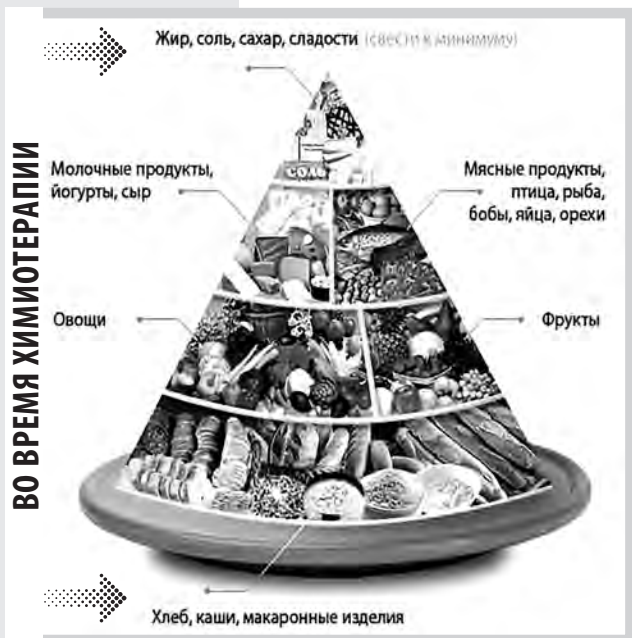 Жир, соль, сахар, сладости (свести к минимуму)
Молочные продукты,
йогурты, сыр
Мясные продукты,
птица, рыба,
бобы, яйца, орехи
СОЛЬ
Овощи
Фрукты
Хлеб, каши, макаронные изделия
ВО ВРЕМЯ ХИМИОТЕРАПИИ